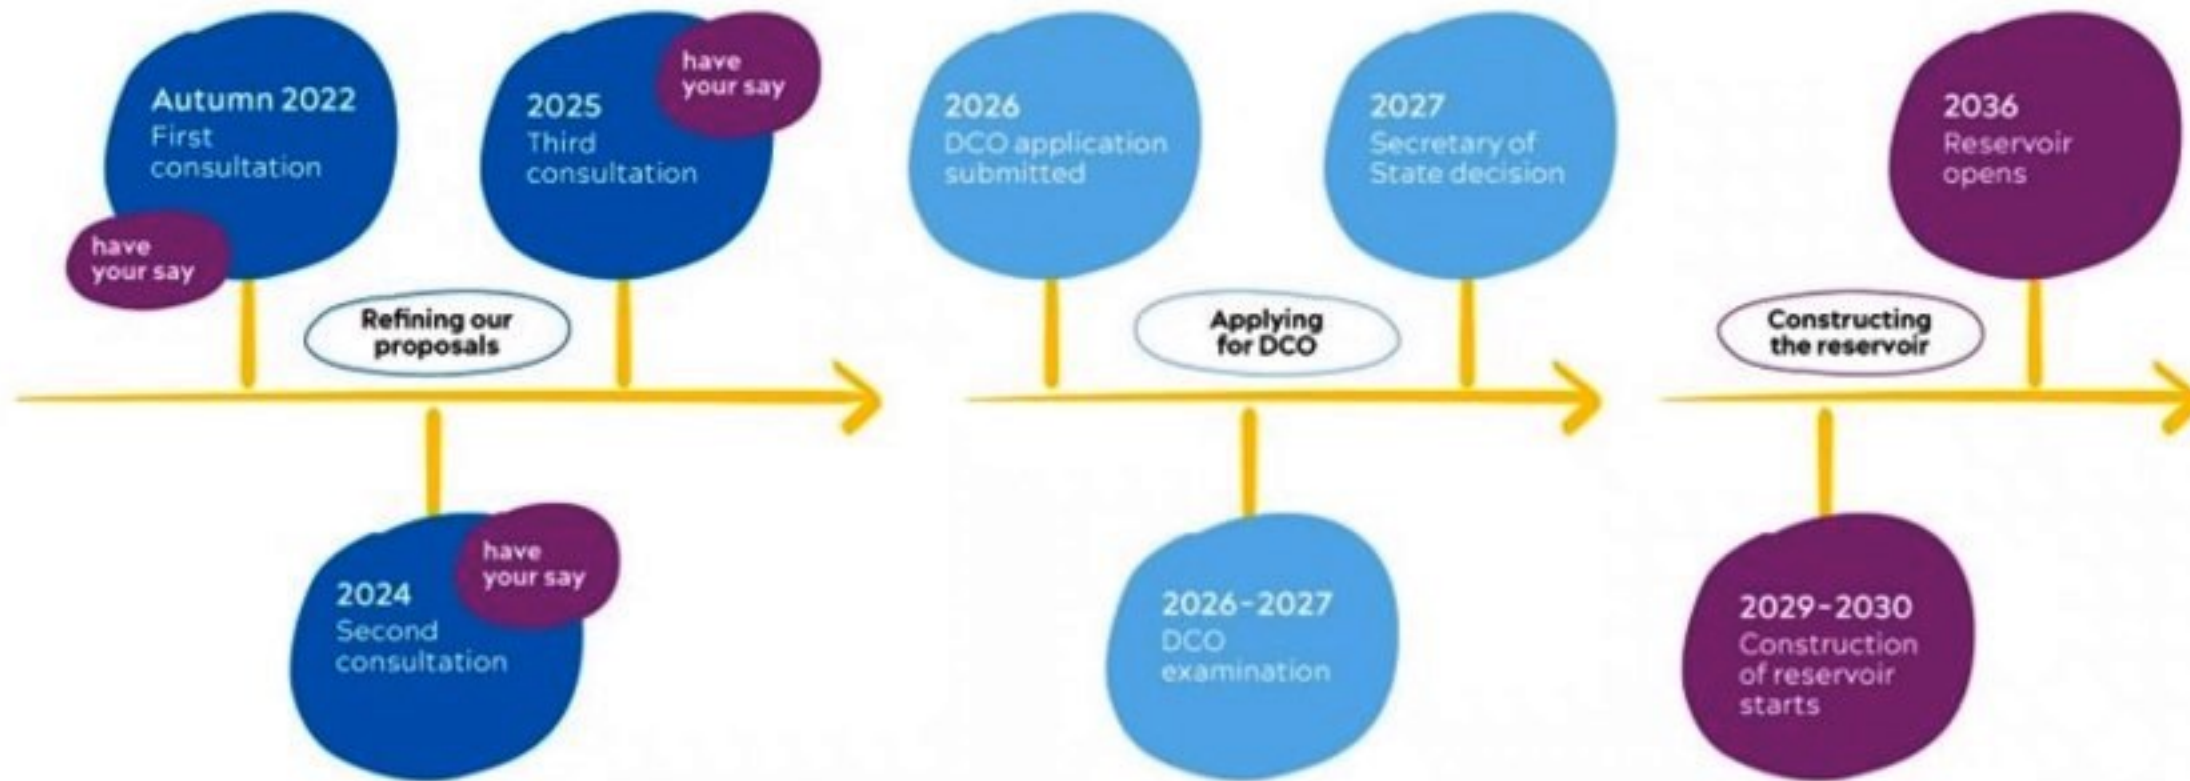 Autumn 2022
First
consultation
have
your say
Refining our
proposals
2024
Second
consultation
have
your say
2025
Third
consultation
have
your say
2026
DCO application
submitted
Applying
for DCO
2026-2027
DCO
examination
2027
Secretary of
State decision
Constructing
the reservoir
2029-2030
Construction
of reservoir
starts
2036
Reservoir
opens